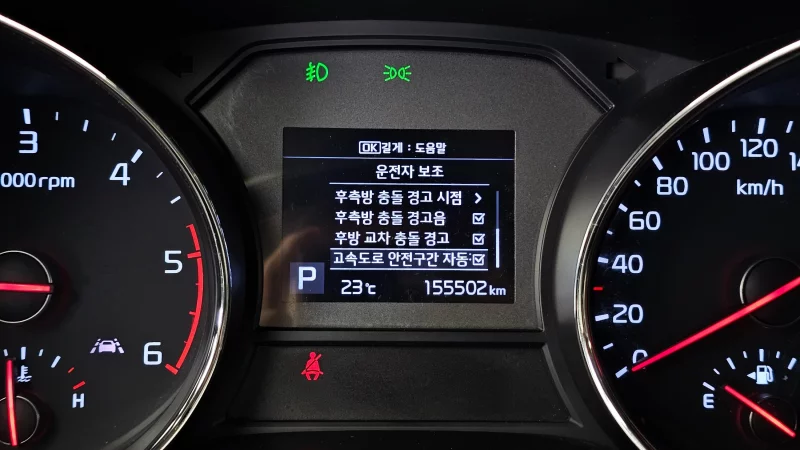 OK 길게 : 도움말
운전자 보조
후측방 충돌 경고 시점 >
후측방 충돌 경고음
후방 교차 충돌 경고
고속도로 안전구간 자동
P 23℃ 155502 km
3
4
5
6
000rpm
H
0
20
40
60
80
100
120
km/h
E